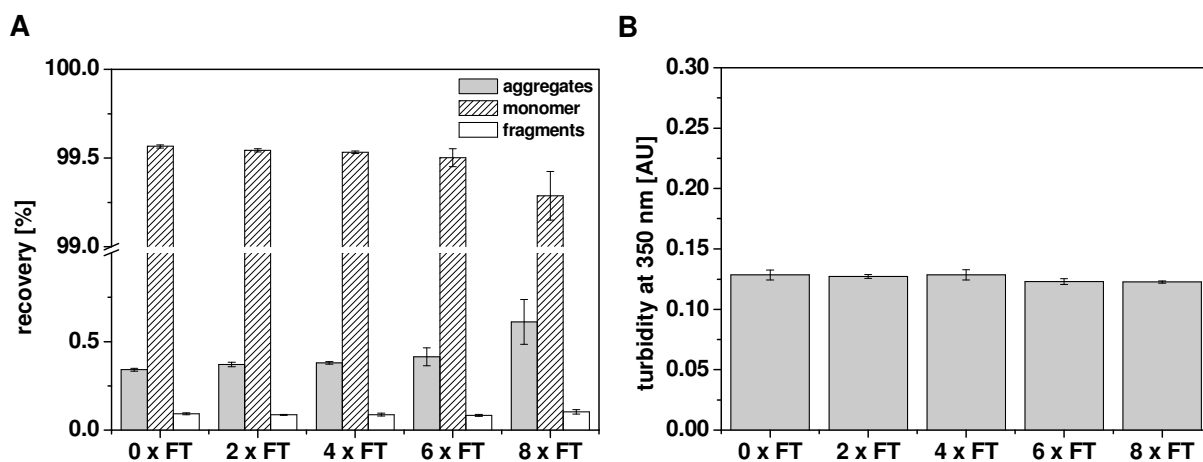 A
recovery [%]
100.0
99.5
99.0
0.5
0.0
aggregates
monomer
fragments
0 x FT 2 x FT 4 x FT 6 x FT 8 x FT
B
turbidity at 350 nm [AU]
0.30
0.25
0.20
0.15
0.10
0.05
0.00
0 x FT 2 x FT 4 x FT 6 x FT 8 x FT